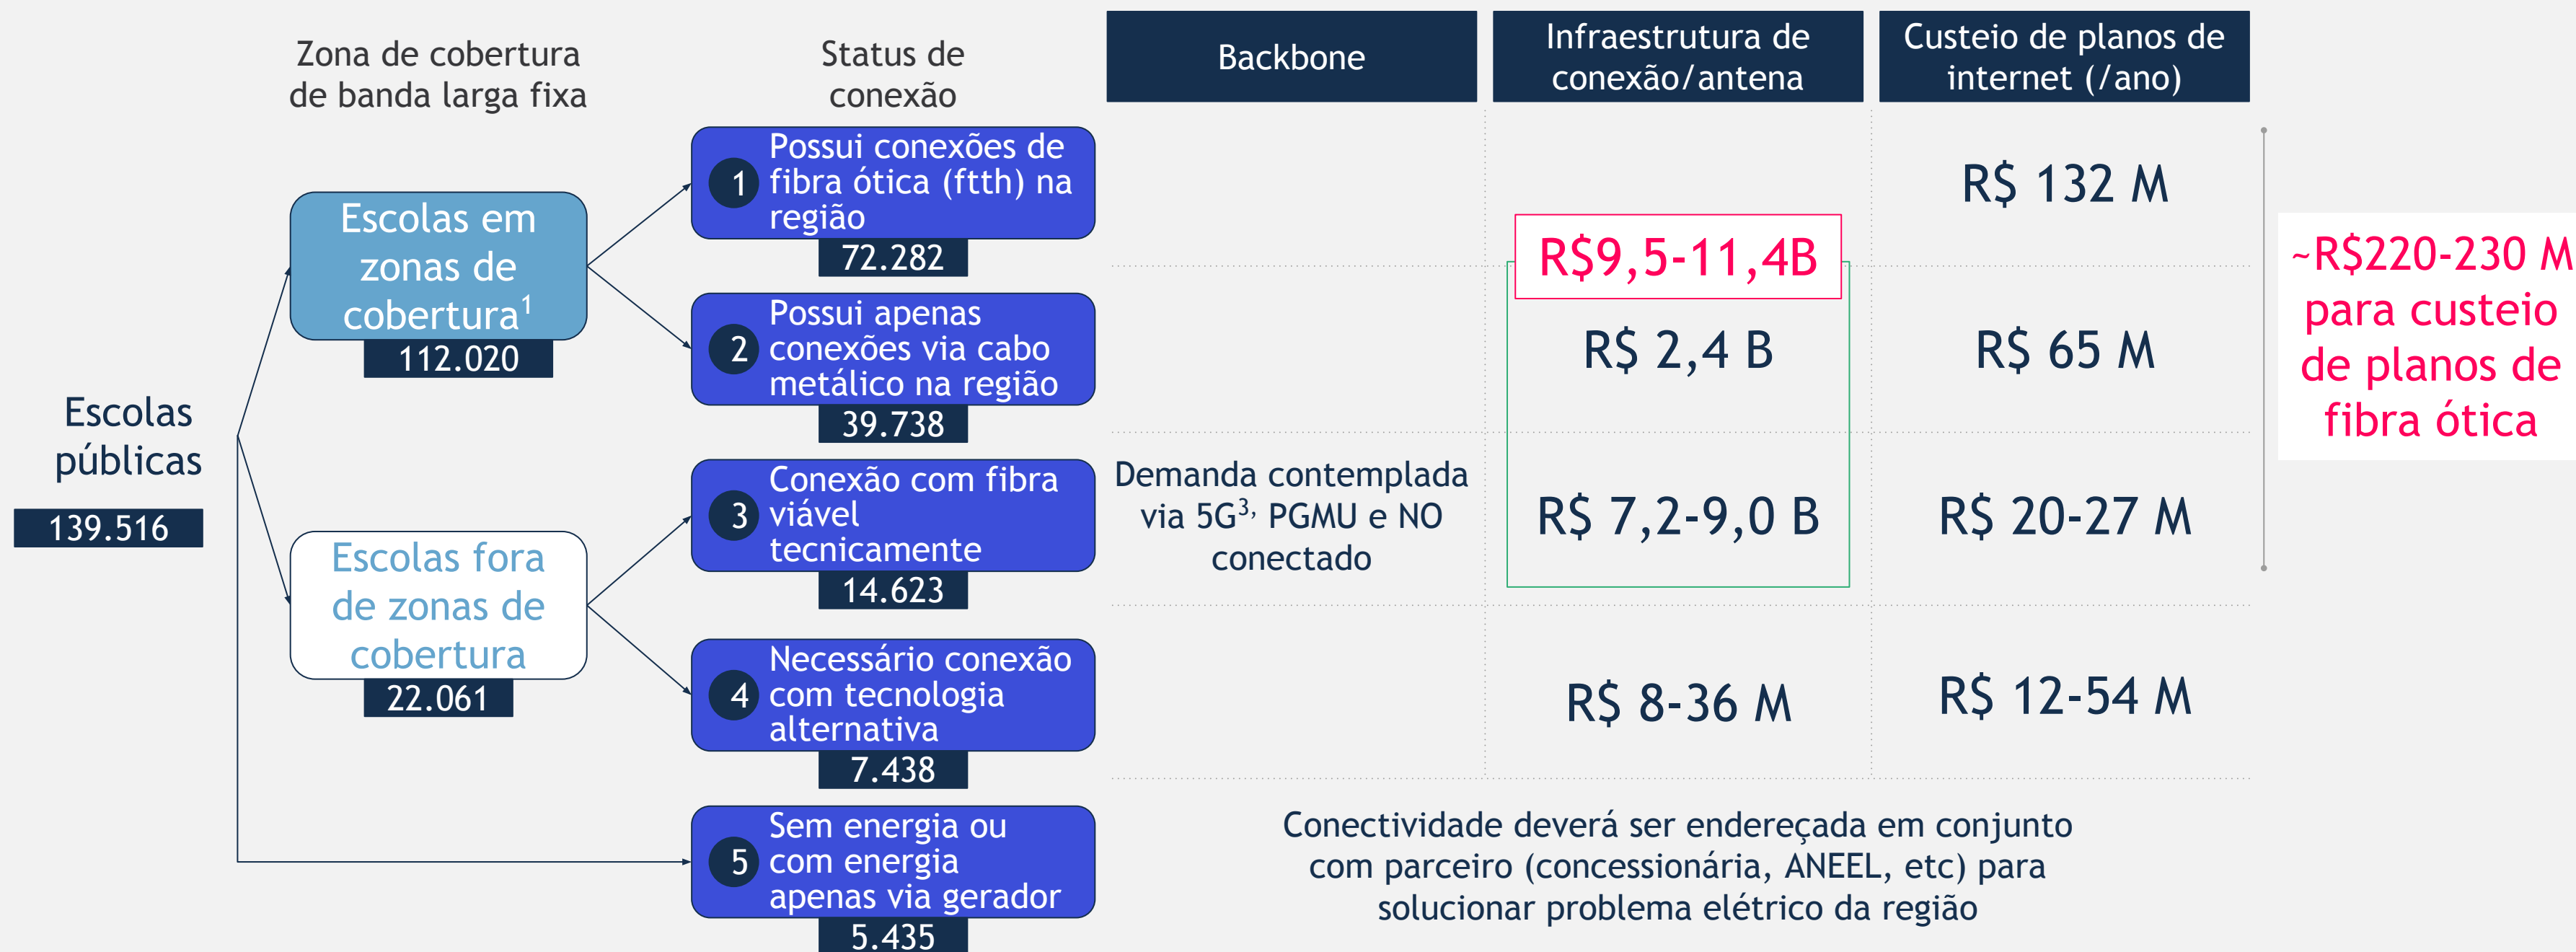 Zona de cobertura
de banda larga fixa
Status de
conexão
Backbone
Infraestrutura de
conexão/antena
Custeio de planos de
internet (/ano)
Escolas
públicas
139.516
Escolas em
zonas de
cobertura¹
112.020
Escolas fora
de zonas de
cobertura
22.061
1
Possui conexões de
fibra ótica (ftth) na
região
72.282
R$ 132 M
2
Possui apenas
conexões via cabo
metálico na região
39.738
R$9,5-11,4B
R$ 2,4 B
R$ 65 M
3
Conexão com fibra
viável
tecnicamente
14.623
Demanda contemplada
via 5G³, PGMU e NO
conectado
R$ 7,2-9,0 B
R$ 20-27 M
~R$220-230 M
para custeio
de planos de
fibra ótica
4
Necessário conexão
com tecnologia
alternativa
7.438
R$ 8-36 M
R$ 12-54 M
5
Sem energia ou
com energia
apenas via gerador
5.435
Conectividade deverá ser endereçada em conjunto
com parceiro (concessionária, ANEEL, etc) para
solucionar problema elétrico da região